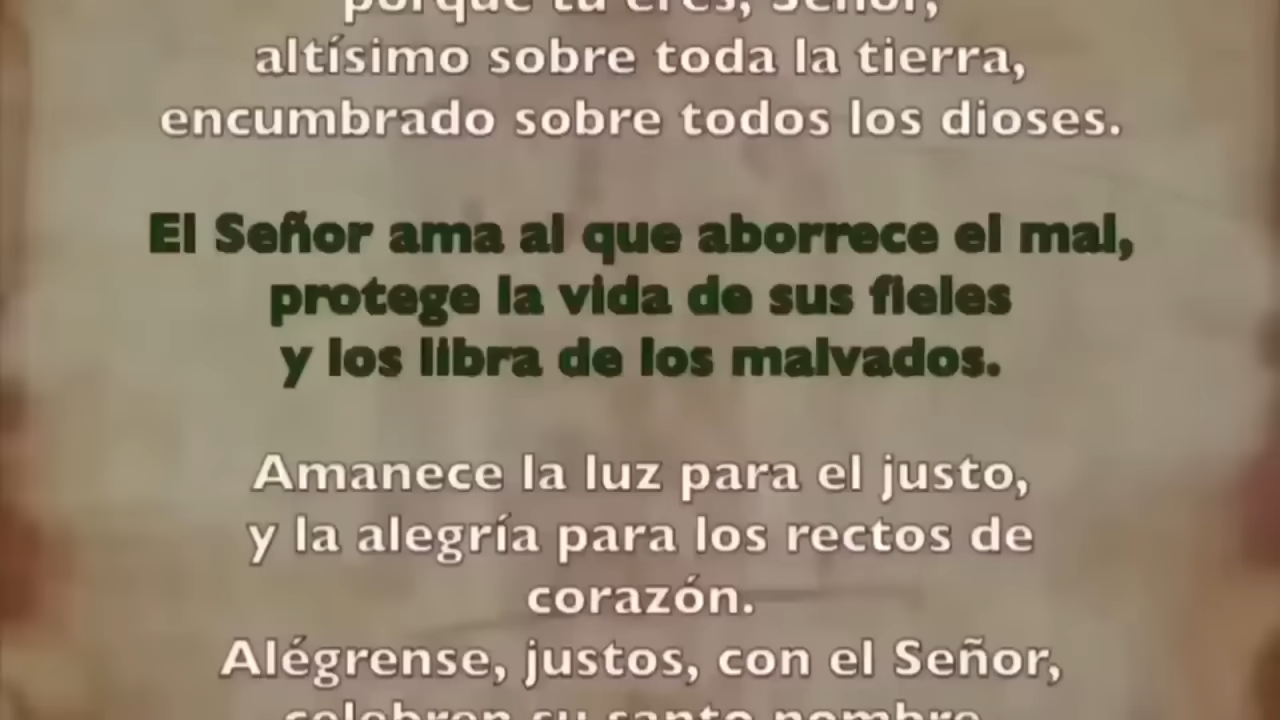 porque tú eres, Señor,
altísimo sobre toda la tierra,
encumbrado sobre todos los dioses.
El Señor ama al que aborrece el mal,
protege la vida de sus fieles
y los libra de los malvados.
Amanece la luz para el justo,
y la alegría para los rectos de
corazón.
Alégrense, justos, con el Señor,
celebren su santo nombre.